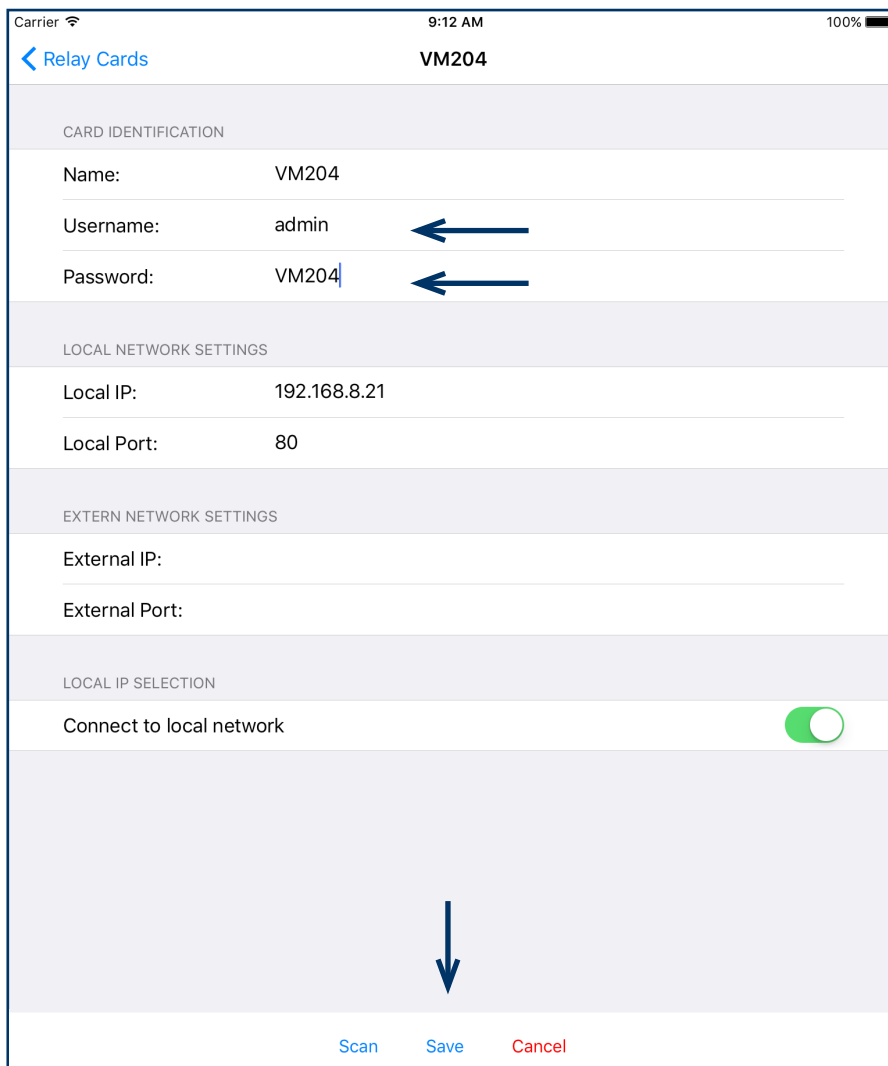 Carrier 9:12 AM 100%
Relay Cards VM204
CARD IDENTIFICATION
Name: VM204
Username: admin
Password: VM204
LOCAL NETWORK SETTINGS
Local IP: 192.168.8.21
Local Port: 80
EXTERN NETWORK SETTINGS
External IP:
External Port:
LOCAL IP SELECTION
Connect to local network
Scan Save Cancel